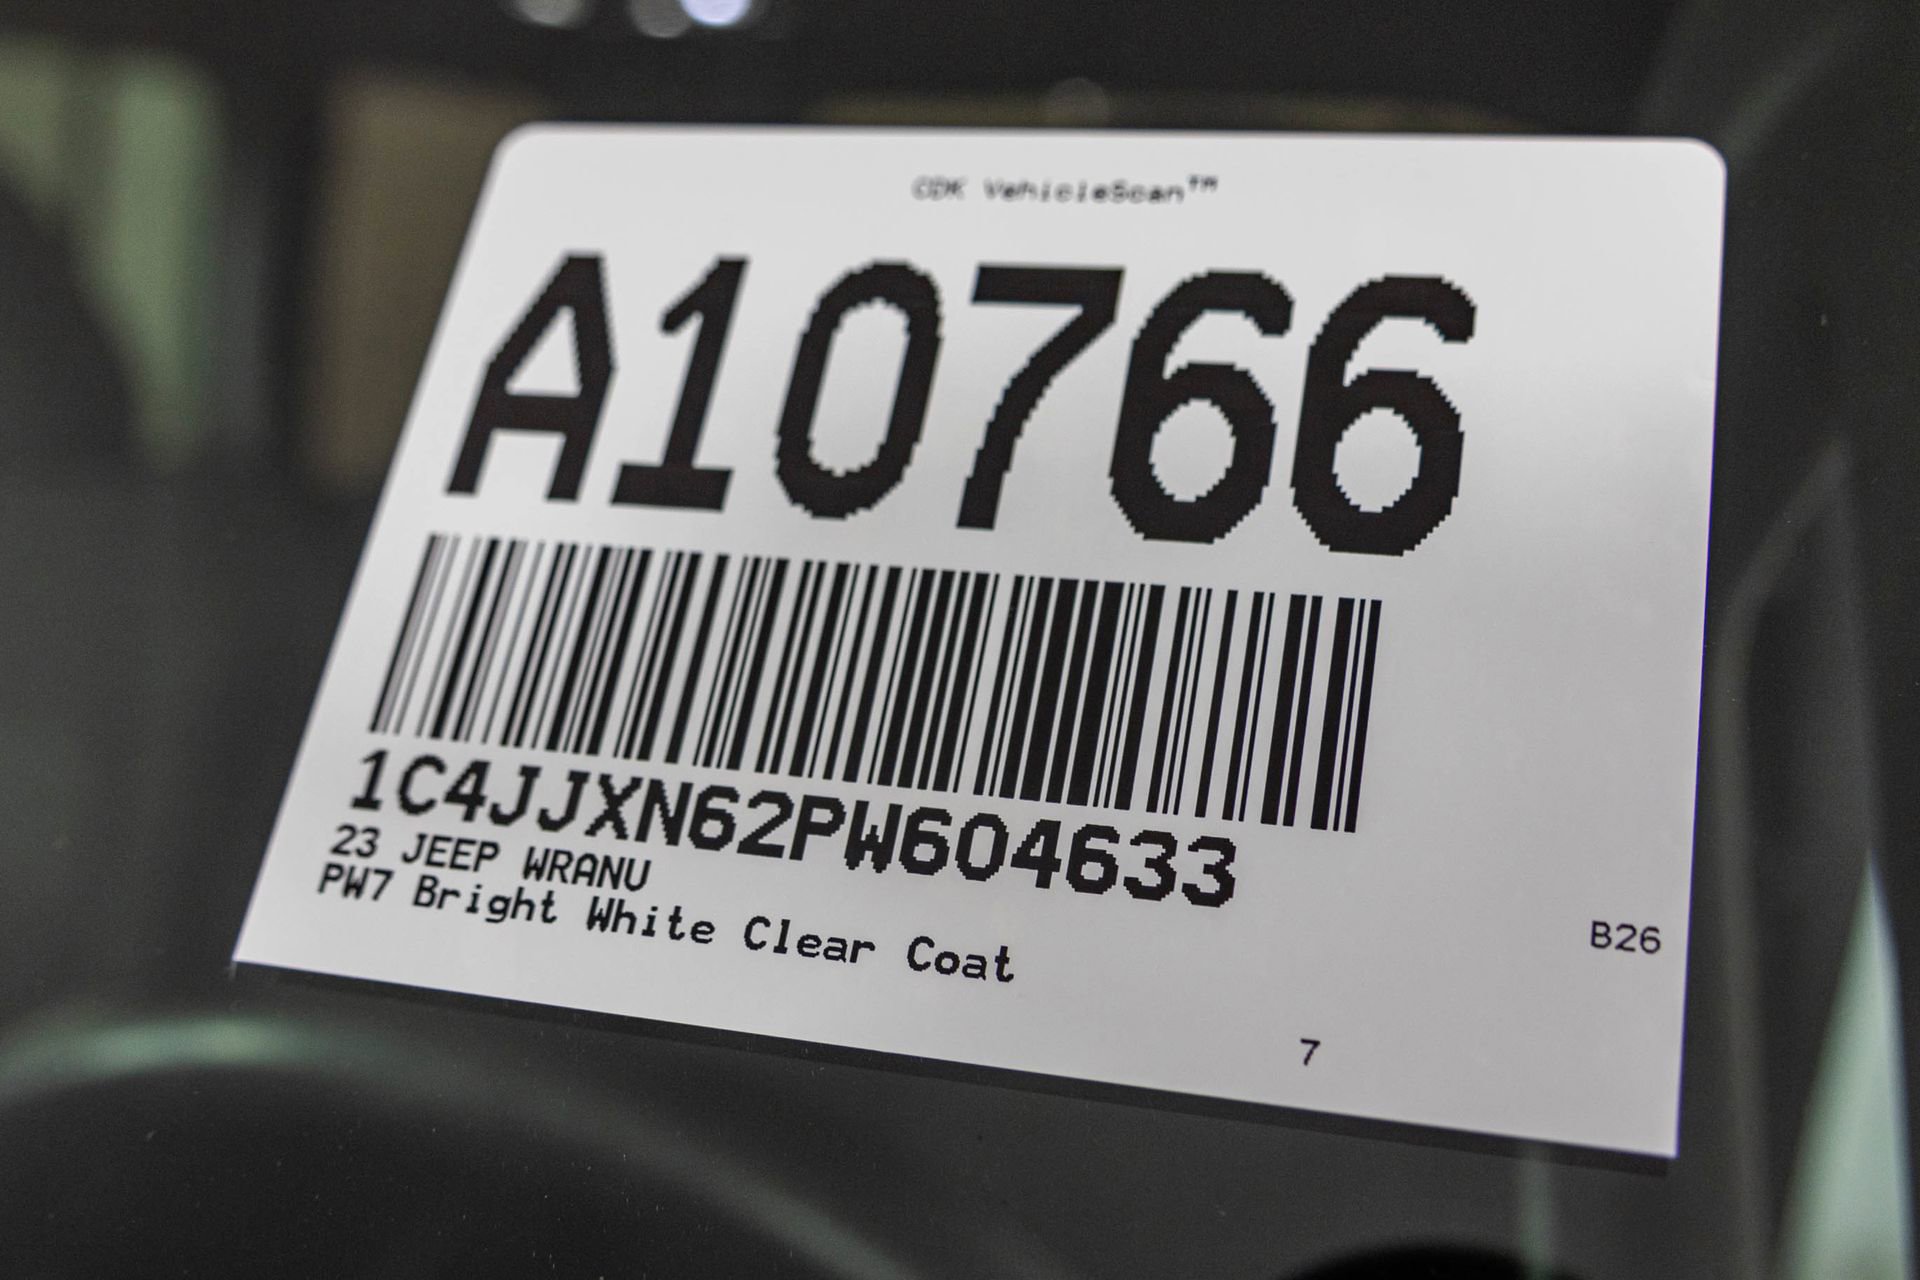 CDK VehicleScan™
A10766
1C4JJXN62PW604633
23 JEEP WRANU
PW7 Bright White Clear Coat
B26
7